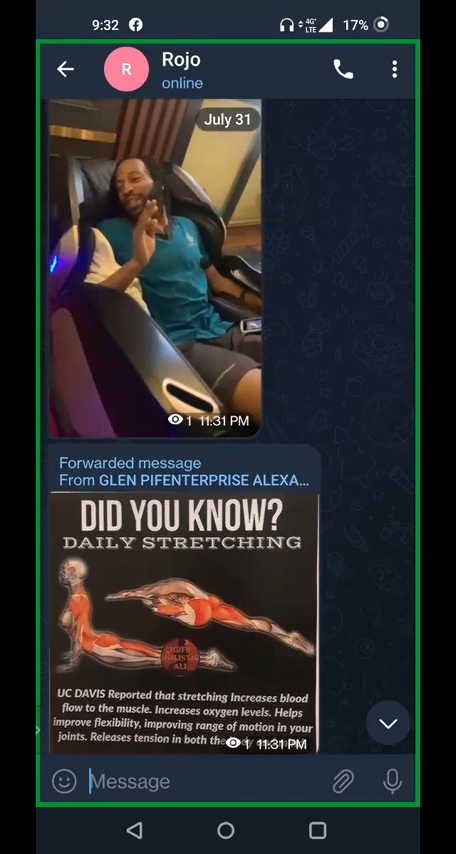 9:32
4G+
LTE
17%
R
Rojo
online
July 31
1 11:31 PM
Forwarded message
From GLEN PIFENTERPRISE ALEXA...
DID YOU KNOW?
DAILY STRETCHING
UC DAVIS Reported that stretching Increases blood
flow to the muscle. Increases oxygen levels. Helps
improve flexibility, improving range of motion in your
joints. Releases tension in both the
1 11:31 PM
Message